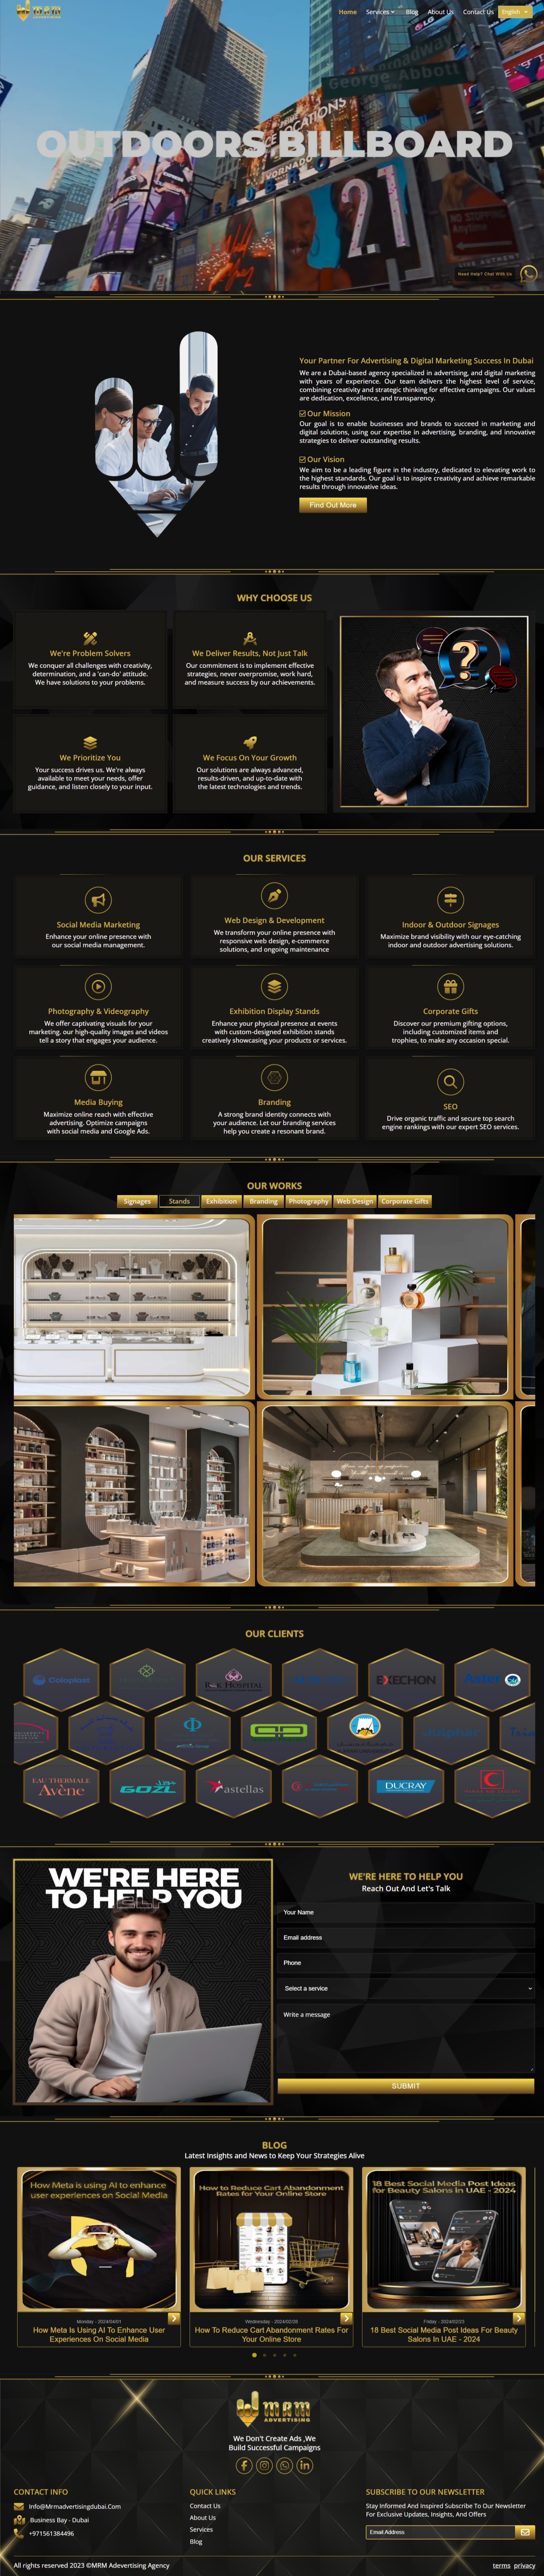 mrm
ADVERTISING
Home Services Blog About Us Contact Us English
OUTDOORS BILLBOARD
George Abbott
LG
NO STOPPING
Anytime
Need Help? Chat With Us
Your Partner For Advertising & Digital Marketing Success In Dubai
We are a Dubai-based agency specialized in advertising, and digital marketing
with years of experience. Our team delivers the highest level of service,
combining creativity and strategic thinking for effective campaigns. Our values
are dedication, excellence, and transparency.
Our Mission
Our goal is to enable businesses and brands to succeed in marketing and
digital solutions, using our expertise in advertising, branding, and innovative
strategies to deliver outstanding results.
Our Vision
We aim to be a leading figure in the industry, dedicated to elevating work to
the highest standards. Our goal is to inspire creativity and achieve remarkable
results through innovative ideas.
Find Out More
WHY CHOOSE US
We're Problem Solvers
We conquer all challenges with creativity,
determination, and a 'can-do' attitude.
We have solutions to your problems.
We Deliver Results, Not Just Talk
Our commitment is to implement effective
strategies, never overpromise, work hard,
and measure success by our achievements.
We Prioritize You
Your success drives us. We're always
available to meet your needs, offer
guidance, and listen closely to your input.
We Focus On Your Growth
Our solutions are always advanced,
results-driven, and up-to-date with
the latest technologies and trends.
?
OUR SERVICES
Social Media Marketing
Enhance your online presence with
our social media management.
Web Design & Development
We transform your online presence with
responsive web design, e-commerce
solutions, and ongoing maintenance
Indoor & Outdoor Signages
Maximize brand visibility with our eye-catching
indoor and outdoor advertising solutions.
Photography & Videography
We offer captivating visuals for your
marketing. our high-quality images and videos
tell a story that engages your audience.
Exhibition Display Stands
Enhance your physical presence at events
with custom-designed exhibition stands
creatively showcasing your products or services.
Corporate Gifts
Discover our premium gifting options,
including customized items and
trophies, to make any occasion special.
Media Buying
Maximize online reach with effective
advertising. Optimize campaigns
with social media and Google Ads.
Branding
A strong brand identity connects with
your audience. Let our branding services
help you create a resonant brand.
SEO
Drive organic traffic and secure top search
engine rankings with our expert SEO services.
OUR WORKS
Signages Stands Exhibition Branding Photography Web Design Corporate Gifts
OUR CLIENTS
Coloplast
RAK HOSPITAL
EXECHON
Aster
EAU THERMALE
Avène
GOZL
astellas
DUCRAY
WE'RE HERE
TO HELP YOU
WE'RE HERE TO HELP YOU
Reach Out And Let's Talk
Your Name
Email address
Phone
Select a service
Write a message
SUBMIT
BLOG
Latest Insights and News to Keep Your Strategies Alive
How Meta is using AI to enhance
user experiences on Social Media
Monday - 2024/04/01
How Meta Is Using AI To Enhance User
Experiences On Social Media
How to Reduce Cart Abandonment
Rates for Your Online Store
Wednesday - 2024/02/28
How To Reduce Cart Abandonment Rates For
Your Online Store
18 Best Social Media Post Ideas
for Beauty Salons in UAE - 2024
Friday - 2024/02/23
18 Best Social Media Post Ideas For Beauty
Salons In UAE - 2024
mrm
ADVERTISING
We Don't Create Ads ,We
Build Successful Campaigns
CONTACT INFO
Info@Mrmadvertisingdubai.Com
Business Bay - Dubai
+971561384496
QUICK LINKS
Contact Us
About Us
Services
Blog
SUBSCRIBE TO OUR NEWSLETTER
Stay Informed And Inspired Subscribe To Our Newsletter
For Exclusive Updates, Insights, And Offers
Email Address
All rights reserved 2023 ©MRM Adevertising Agency
terms privacy